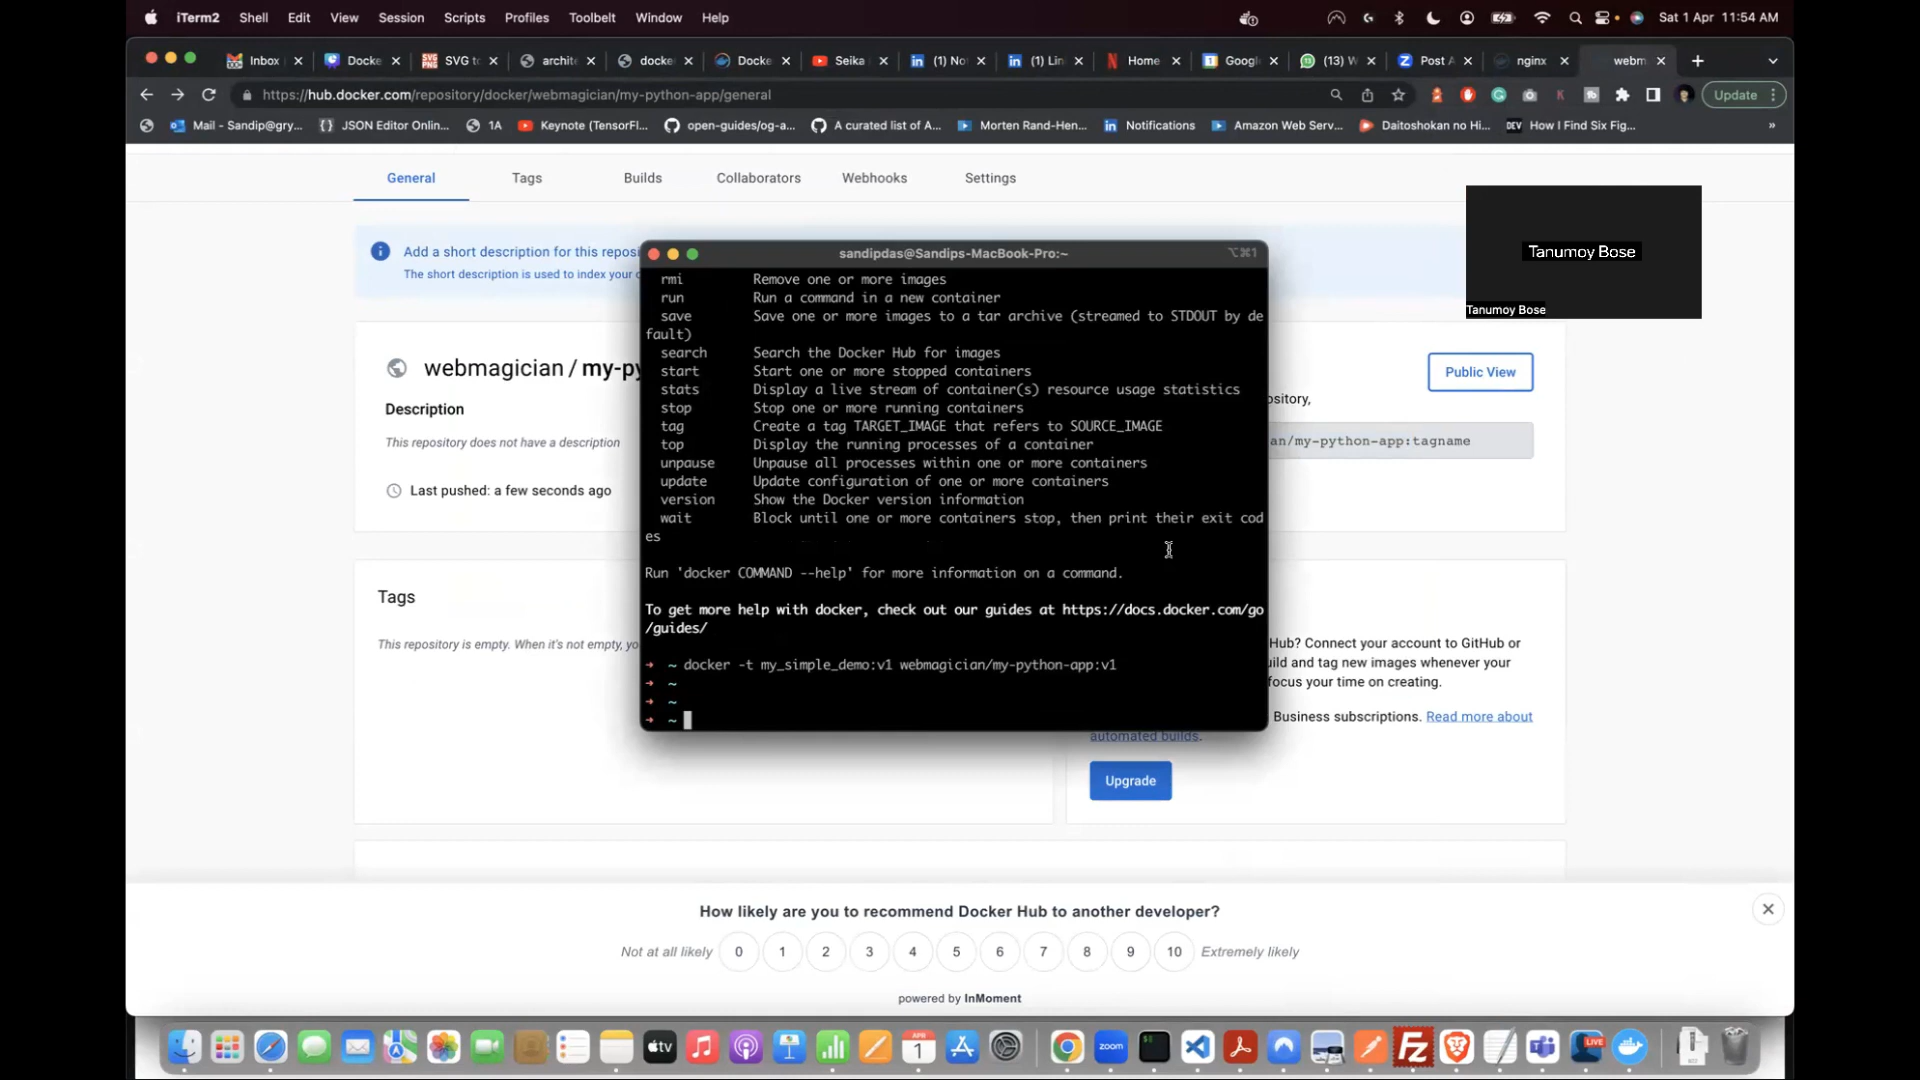 iTerm2 Shell Edit View Session Scripts Profiles Toolbelt Window Help Sat 1 Apr 11:54 AM
Inbox Docke SVG to archite docke Docke Seika (1) No (1) Lin Home Googl (13) W Post A nginx webm
https://hub.docker.com/repository/docker/webmagician/my-python-app/general Update
Mail - Sandip@gry... JSON Editor Onlin... 1A Keynote (TensorFl... open-guides/og-a... A curated list of A... Morten Rand-Hen... Notifications Amazon Web Serv... Daitoshokan no Hi... How I Find Six Fig... »
General Tags Builds Collaborators Webhooks Settings
Add a short description for this reposi
The short description is used to index your c
Tanumoy Bose
Tanumoy Bose
webmagician / my-py
Description
This repository does not have a description
Last pushed: a few seconds ago
Public View
ository,
an/my-python-app:tagname
Tags
This repository is empty. When it's not empty, yo
sandipdas@Sandips-MacBook-Pro:~ ⌥⌘1
rmi Remove one or more images
run Run a command in a new container
save Save one or more images to a tar archive (streamed to STDOUT by de
fault)
search Search the Docker Hub for images
start Start one or more stopped containers
stats Display a live stream of container(s) resource usage statistics
stop Stop one or more running containers
tag Create a tag TARGET_IMAGE that refers to SOURCE_IMAGE
top Display the running processes of a container
unpause Unpause all processes within one or more containers
update Update configuration of one or more containers
version Show the Docker version information
wait Block until one or more containers stop, then print their exit cod
es
Run 'docker COMMAND --help' for more information on a command.
To get more help with docker, check out our guides at https://docs.docker.com/go
/guides/
➜ ~ docker -t my_simple_demo:v1 webmagician/my-python-app:v1
➜ ~
➜ ~
➜ ~
Hub? Connect your account to GitHub or
uild and tag new images whenever your
focus your time on creating.
Business subscriptions. Read more about
automated builds.
Upgrade
How likely are you to recommend Docker Hub to another developer?
Not at all likely 0 1 2 3 4 5 6 7 8 9 10 Extremely likely
powered by InMoment